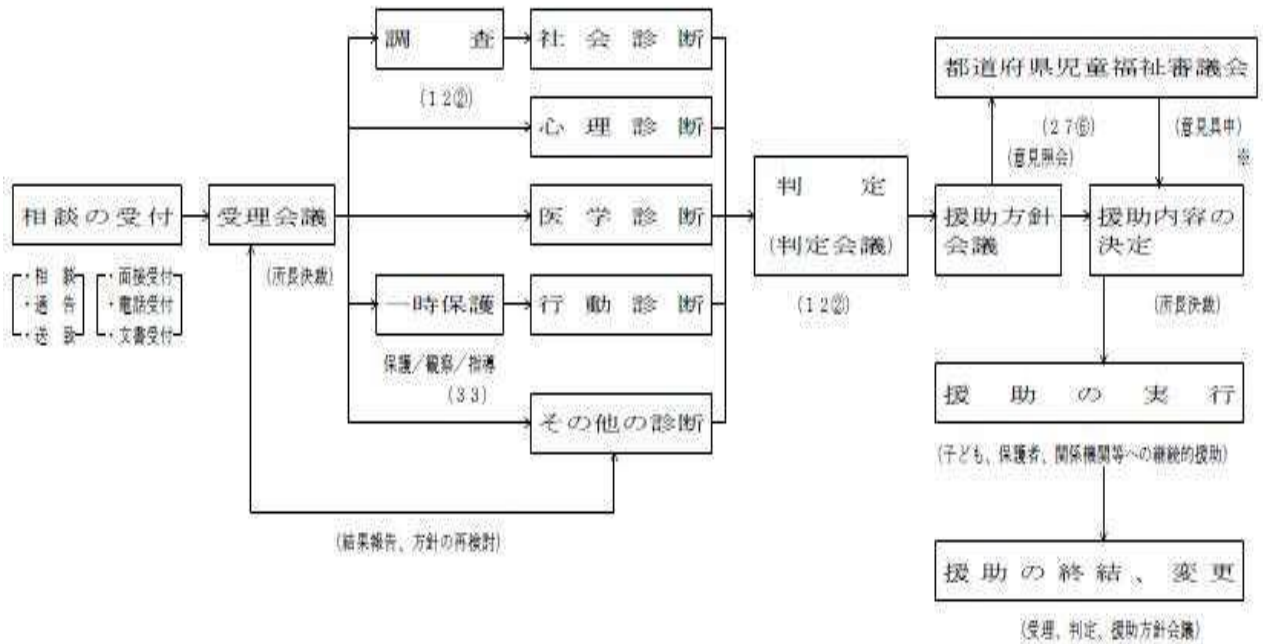 調 査
社 会 診 断
(１２②)
心 理 診 断
都道府県児童福祉審議会
(２７⑥)
(意見照会)
(意見具申)
※
相談の受付
受理会議
医 学 診 断
判 定
(判定会議)
援助方針
会議
援助内容の
決定
・相 談
・通 告
・送 致
・面接受付
・電話受付
・文書受付
(所長決裁)
一時保護
行 動 診 断
(１２②)
(所長決裁)
保護／観察／指導
(３３)
その他の診断
援 助 の 実 行
(子ども、保護者、関係機関等への継続的援助)
(結果報告、方針の再検討)
援助の終結、変更
(受理、判定、援助方針会議)